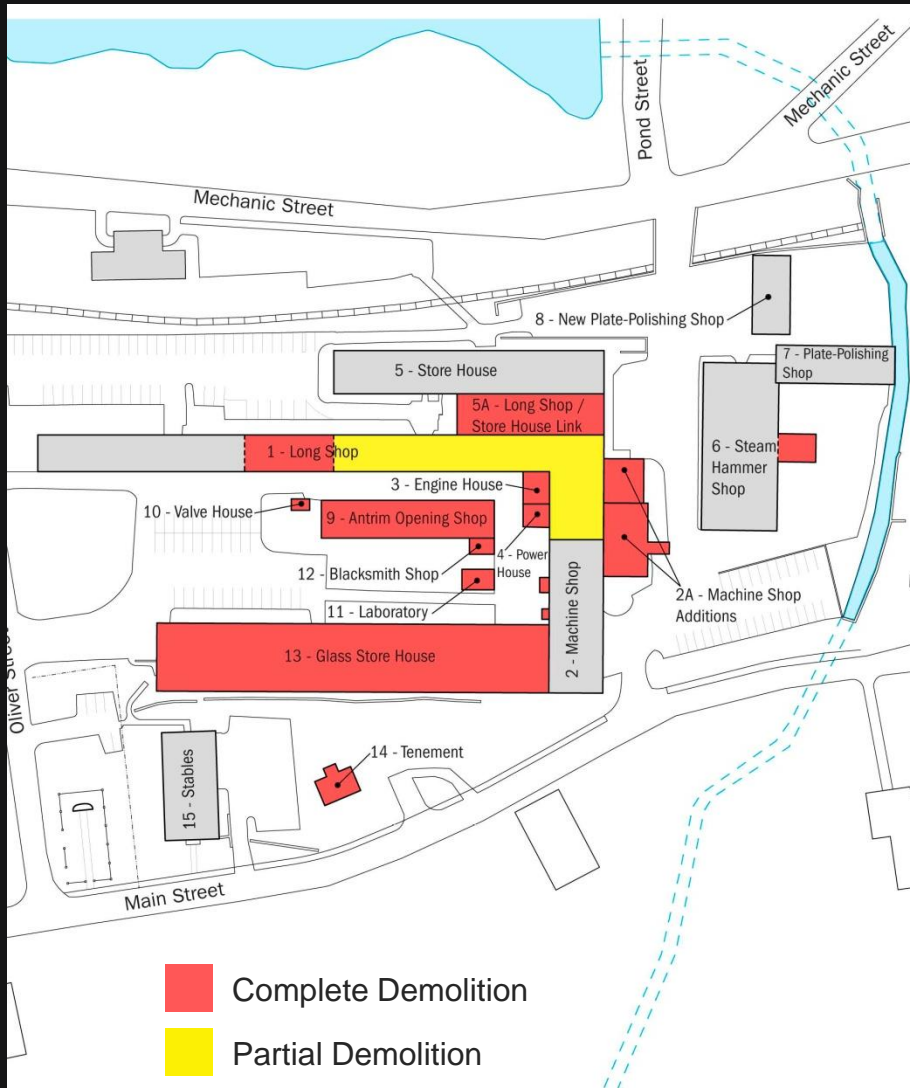 Mechanic Street
Pond Street
Mechanic Street
8 - New Plate-Polishing Shop
7 - Plate-Polishing
Shop
5 - Store House
5A - Long Shop /
Store House Link
6 - Steam
Hammer
Shop
1 - Long Shop
3 - Engine House
10 - Valve House
9 - Antrim Opening Shop
4 - Power
House
12 - Blacksmith Shop
11 - Laboratory
2A - Machine Shop
Additions
2 - Machine Shop
13 - Glass Store House
Oliver Street
14 - Tenement
15 - Stables
Main Street
Complete Demolition
Partial Demolition